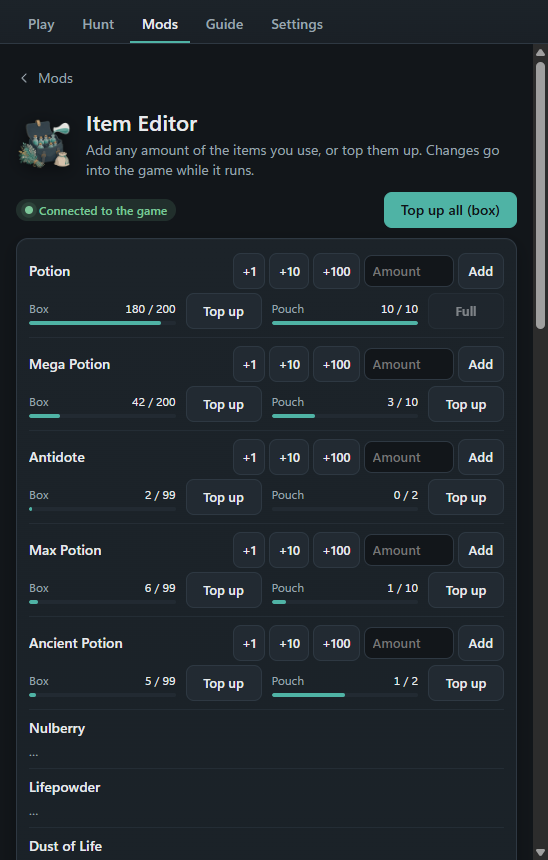 Play Hunt Mods Guide Settings
Mods
Item Editor
Add any amount of the items you use, or top them up. Changes go
into the game while it runs.
Connected to the game
Top up all (box)
Potion +1 +10 +100 Amount Add
Box 180 / 200 Top up Pouch 10 / 10 Full
Mega Potion +1 +10 +100 Amount Add
Box 42 / 200 Top up Pouch 3 / 10 Top up
Antidote +1 +10 +100 Amount Add
Box 2 / 99 Top up Pouch 0 / 2 Top up
Max Potion +1 +10 +100 Amount Add
Box 6 / 99 Top up Pouch 1 / 10 Top up
Ancient Potion +1 +10 +100 Amount Add
Box 5 / 99 Top up Pouch 1 / 2 Top up
Nulberry
...
Lifepowder
...
Dust of Life